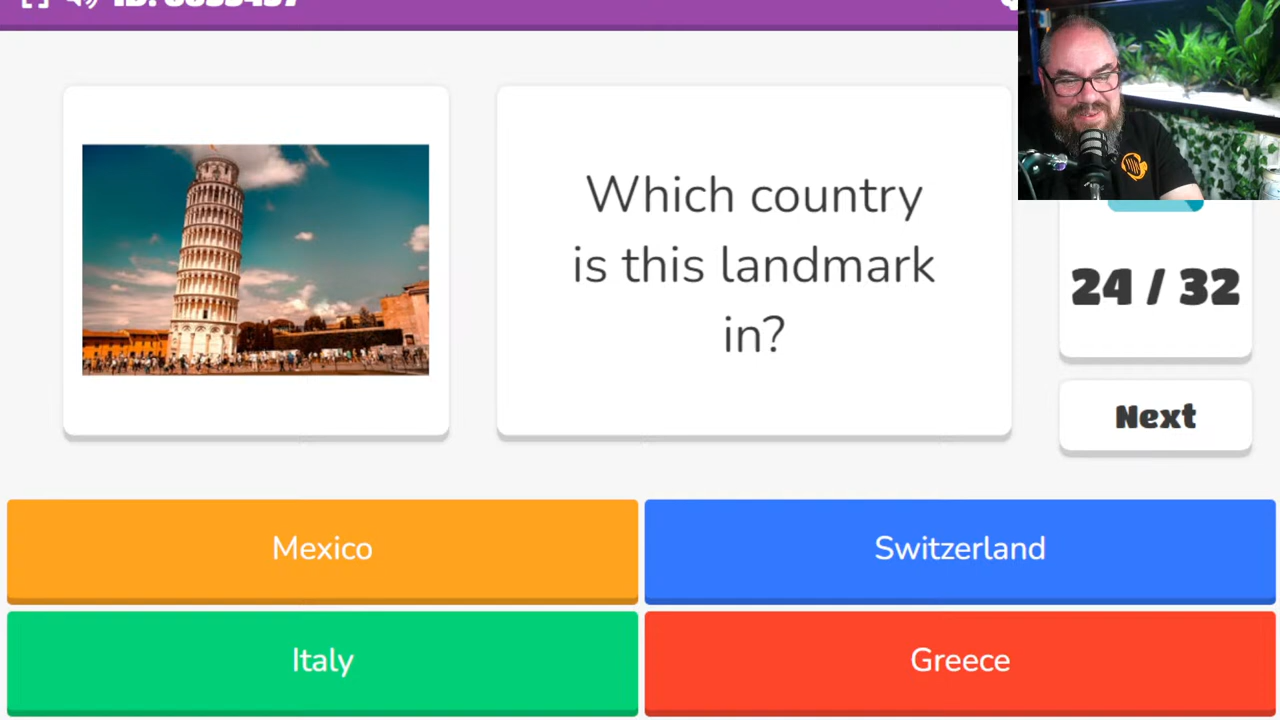 Which country
is this landmark
in?
24 / 32
Next
Mexico
Switzerland
Italy
Greece